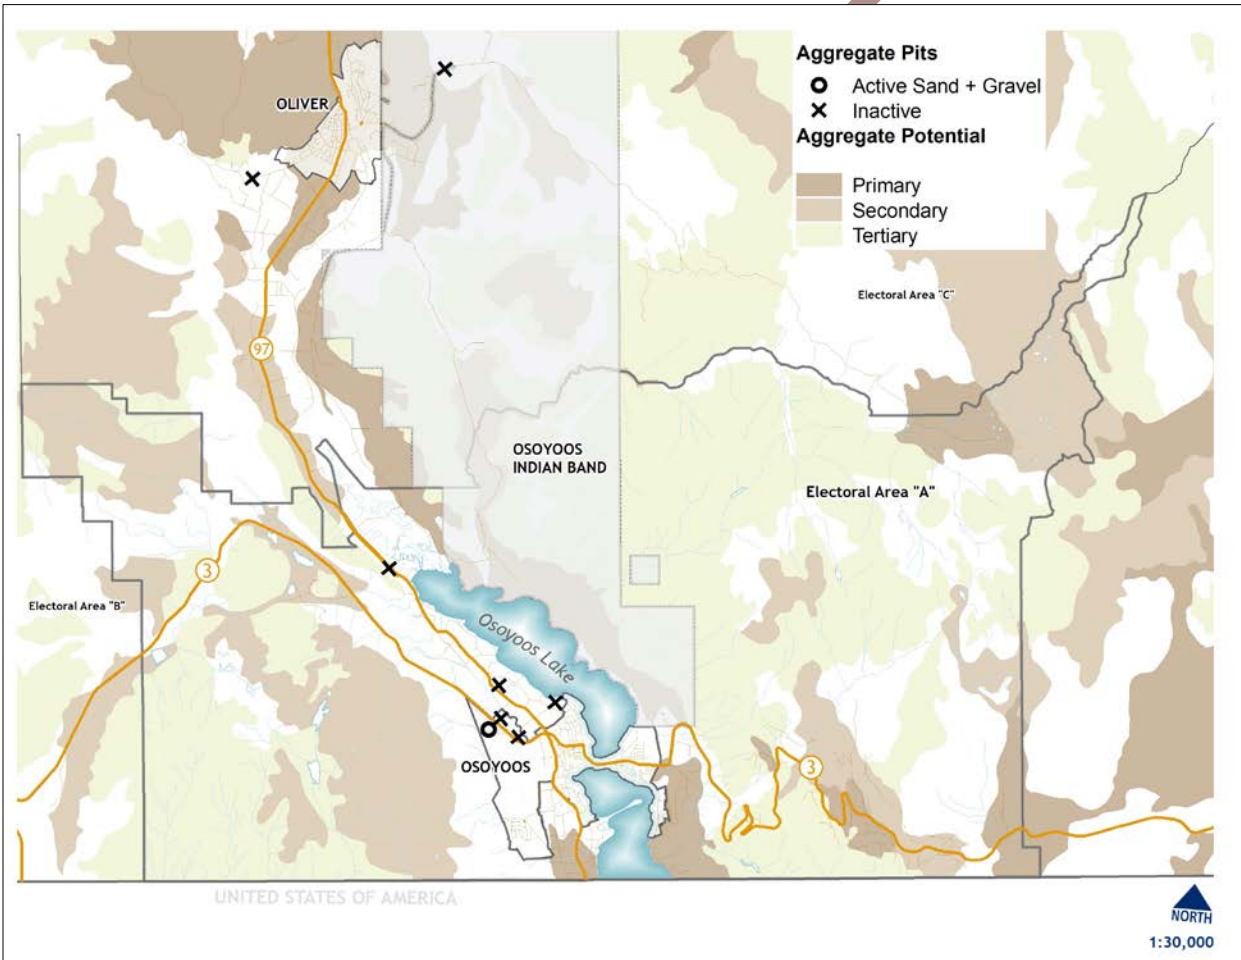 Aggregate Pits
Active Sand + Gravel
Inactive
Aggregate Potential
Primary
Secondary
Tertiary
OLIVER
Electoral Area "C"
97
OSOYOOS
INDIAN BAND
Electoral Area "A"
3
Electoral Area "B"
Osoyoos Lake
OSOYOOS
3
UNITED STATES OF AMERICA
NORTH
1:30,000